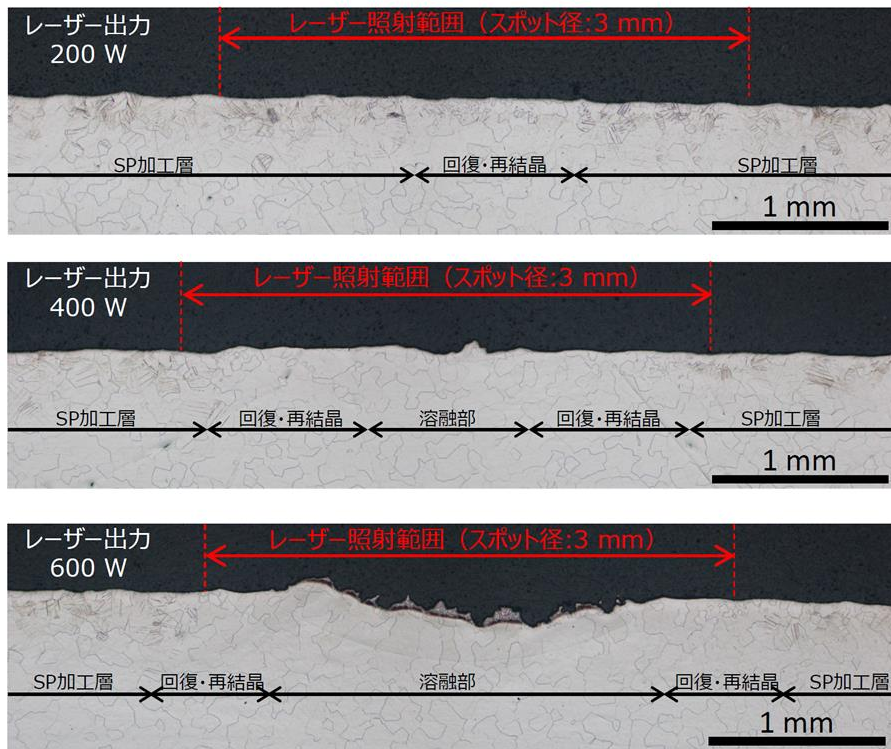 レーザー出力
200 W
レーザー照射範囲（スポット径:3 mm）
SP加工層
回復・再結晶
SP加工層
1 mm
レーザー出力
400 W
レーザー照射範囲（スポット径:3 mm）
SP加工層
回復・再結晶
溶融部
回復・再結晶
SP加工層
1 mm
レーザー出力
600 W
レーザー照射範囲（スポット径:3 mm）
SP加工層
回復・再結晶
溶融部
回復・再結晶
SP加工層
1 mm